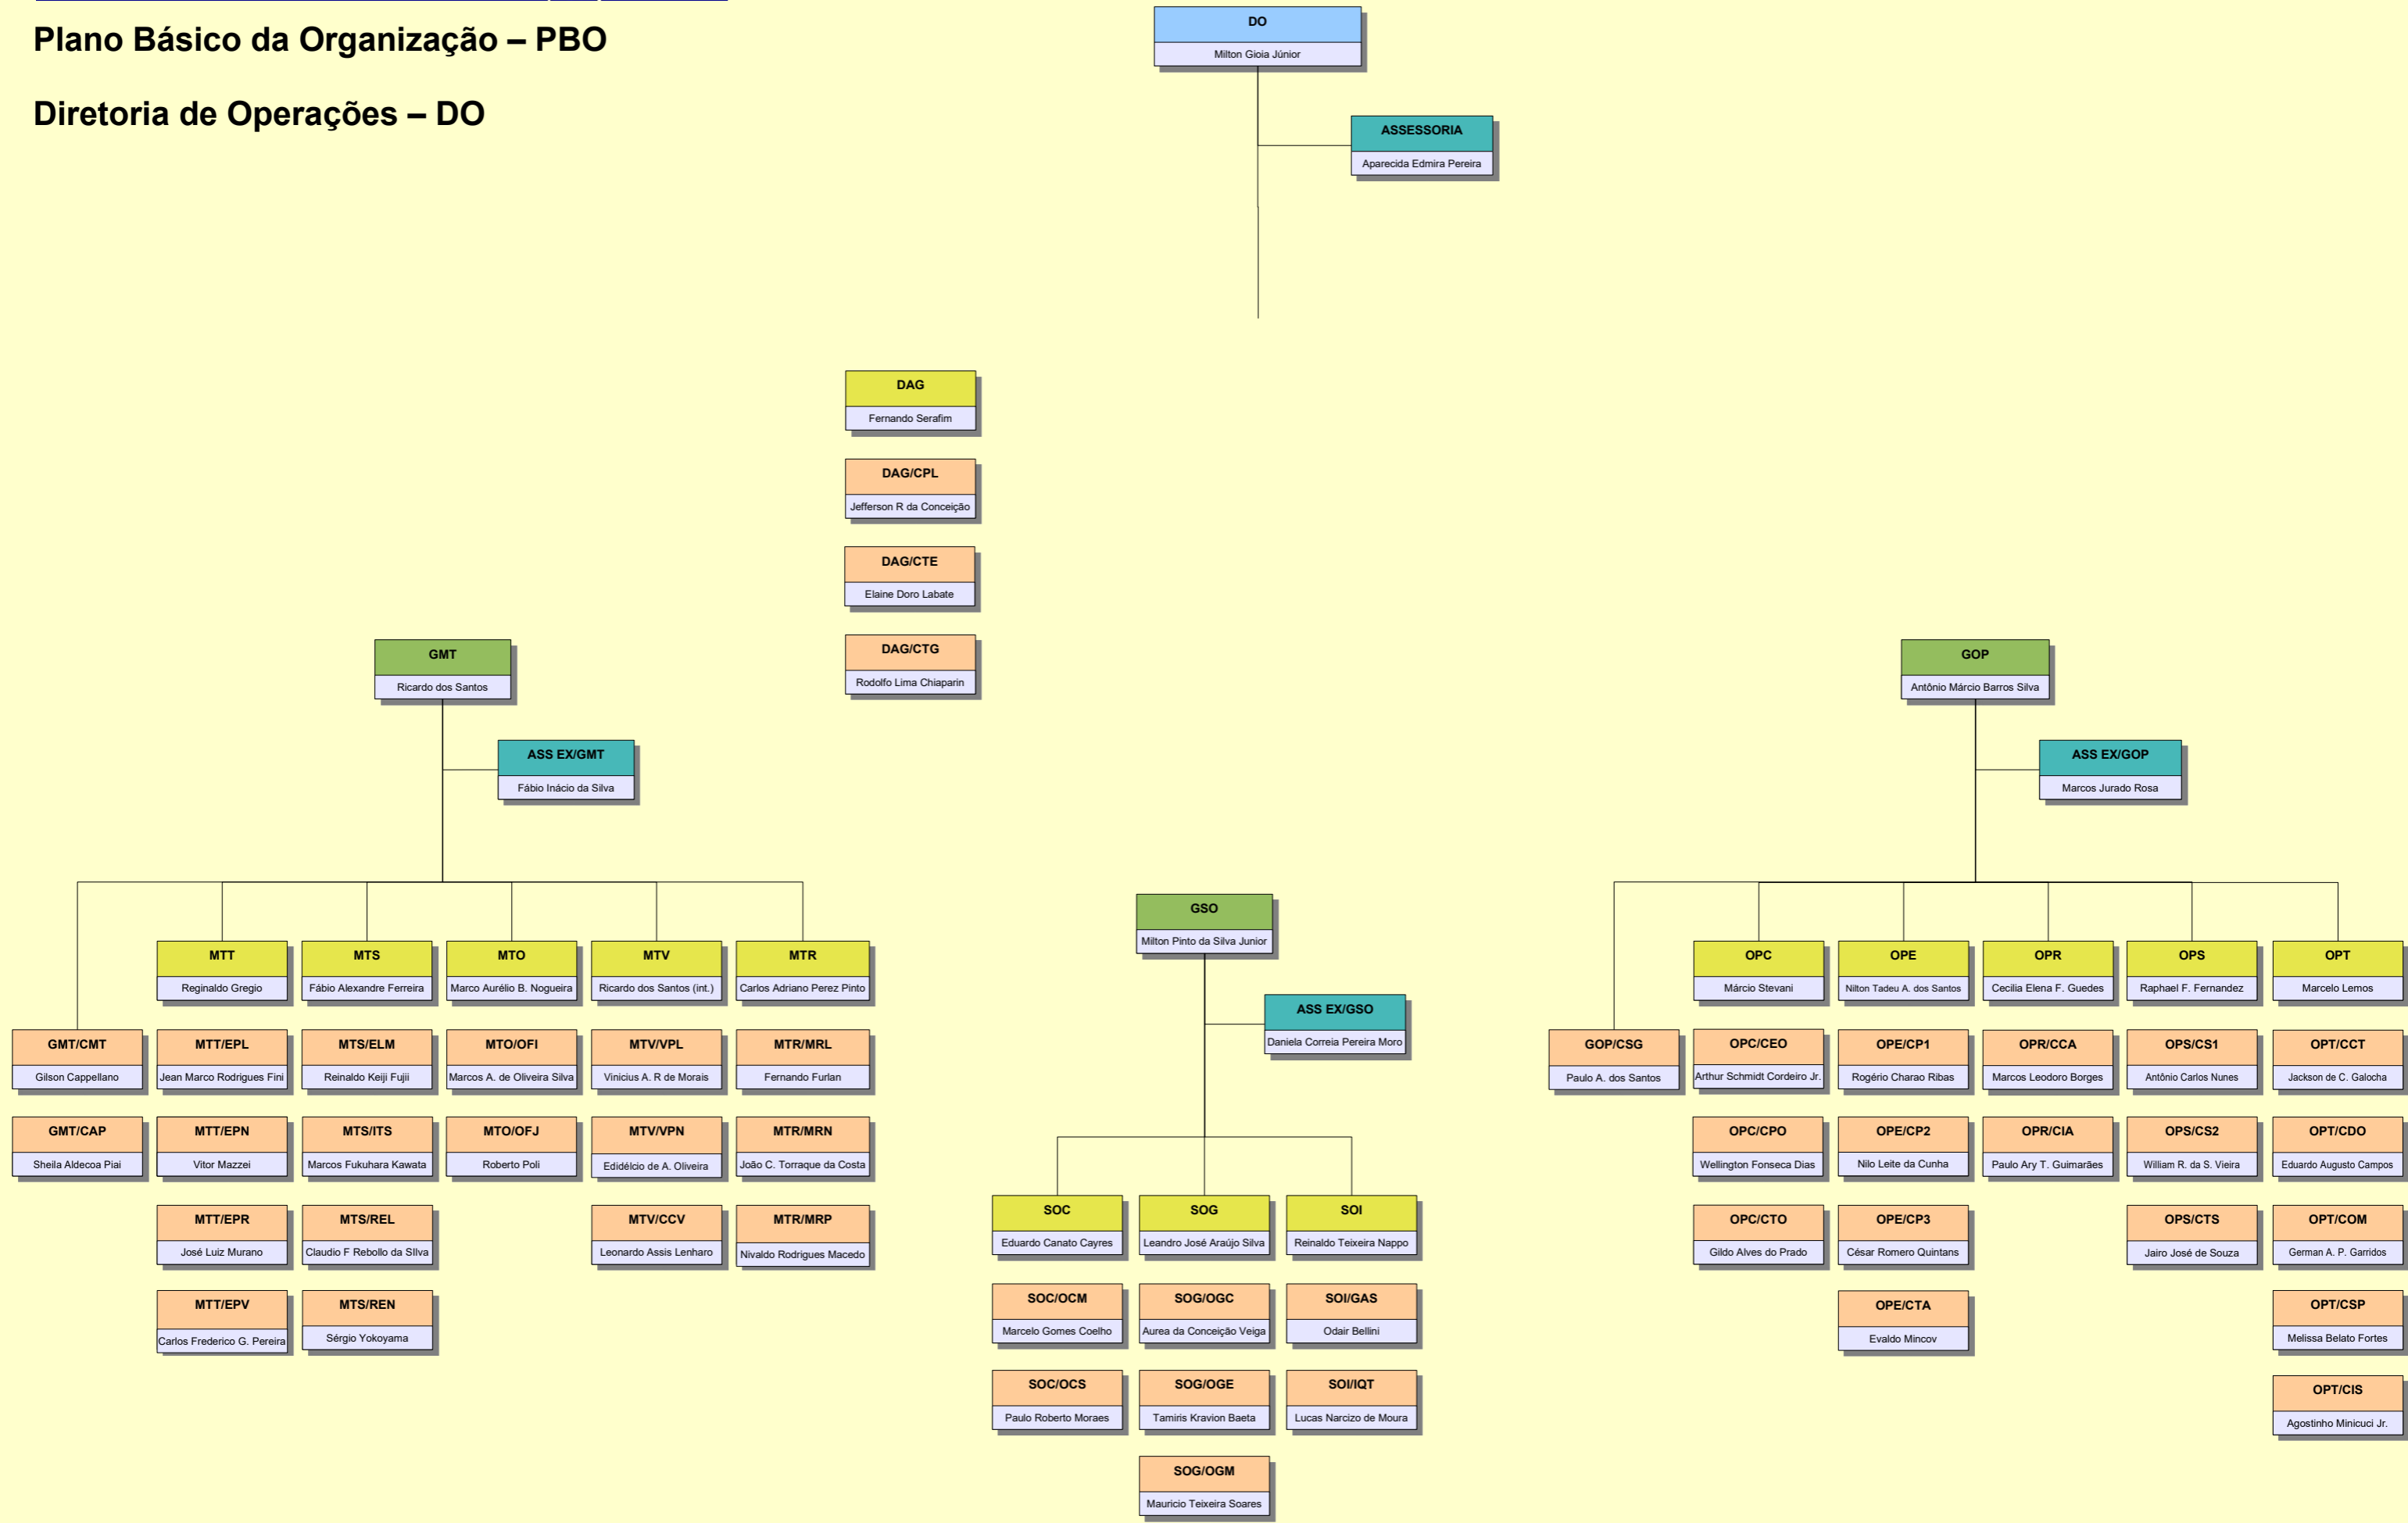 Plano Básico da Organização – PBO
Diretoria de Operações – DO
DO
Milton Gioia Júnior
ASSESSORIA
Aparecida Edmira Pereira
DAG
Fernando Serafim
DAG/CPL
Jefferson R da Conceição
DAG/CTE
Elaine Doro Labate
DAG/CTG
Rodolfo Lima Chiaparin
GMT
Ricardo dos Santos
ASS EX/GMT
Fábio Inácio da Silva
GMT/CMT
Gilson Cappellano
GMT/CAP
Sheila Aldecoa Piai
MTT
Reginaldo Gregio
MTT/EPL
Jean Marco Rodrigues Fini
MTT/EPN
Vitor Mazzei
MTT/EPR
José Luiz Murano
MTT/EPV
Carlos Frederico G. Pereira
MTS
Fábio Alexandre Ferreira
MTS/ELM
Reinaldo Keiji Fujii
MTS/ITS
Marcos Fukuhara Kawata
MTS/REL
Claudio F Rebollo da SIlva
MTS/REN
Sérgio Yokoyama
MTO
Marco Aurélio B. Nogueira
MTO/OFI
Marcos A. de Oliveira Silva
MTO/OFJ
Roberto Poli
MTV
Ricardo dos Santos (int.)
MTV/VPL
Vinicius A. R de Morais
MTV/VPN
Edidélcio de A. Oliveira
MTV/CCV
Leonardo Assis Lenharo
MTR
Carlos Adriano Perez Pinto
MTR/MRL
Fernando Furlan
MTR/MRN
João C. Torraque da Costa
MTR/MRP
Nivaldo Rodrigues Macedo
GSO
Milton Pinto da Silva Junior
ASS EX/GSO
Daniela Correia Pereira Moro
SOC
Eduardo Canato Cayres
SOC/OCM
Marcelo Gomes Coelho
SOC/OCS
Paulo Roberto Moraes
SOG
Leandro José Araújo Silva
SOG/OGC
Aurea da Conceição Veiga
SOG/OGE
Tamiris Kravion Baeta
SOG/OGM
Mauricio Teixeira Soares
SOI
Reinaldo Teixeira Nappo
SOI/GAS
Odair Bellini
SOI/IQT
Lucas Narcizo de Moura
GOP
Antônio Márcio Barros Silva
ASS EX/GOP
Marcos Jurado Rosa
GOP/CSG
Paulo A. dos Santos
OPC
Márcio Stevani
OPC/CEO
Arthur Schmidt Cordeiro Jr.
OPC/CPO
Wellington Fonseca Dias
OPC/CTO
Gildo Alves do Prado
OPE
Nilton Tadeu A. dos Santos
OPE/CP1
Rogério Charao Ribas
OPE/CP2
Nilo Leite da Cunha
OPE/CP3
César Romero Quintans
OPE/CTA
Evaldo Mincov
OPR
Cecilia Elena F. Guedes
OPR/CCA
Marcos Leodoro Borges
OPR/CIA
Paulo Ary T. Guimarães
OPS
Raphael F. Fernandez
OPS/CS1
Antônio Carlos Nunes
OPS/CS2
William R. da S. Vieira
OPS/CTS
Jairo José de Souza
OPT
Marcelo Lemos
OPT/CCT
Jackson de C. Galocha
OPT/CDO
Eduardo Augusto Campos
OPT/COM
German A. P. Garridos
OPT/CSP
Melissa Belato Fortes
OPT/CIS
Agostinho Minicuci Jr.